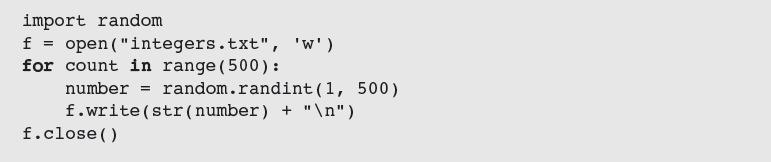 import random
f = open("integers.txt", 'w')
for count in range(500):
    number = random.randint(1, 500)
    f.write(str(number) + "\n")
f.close()